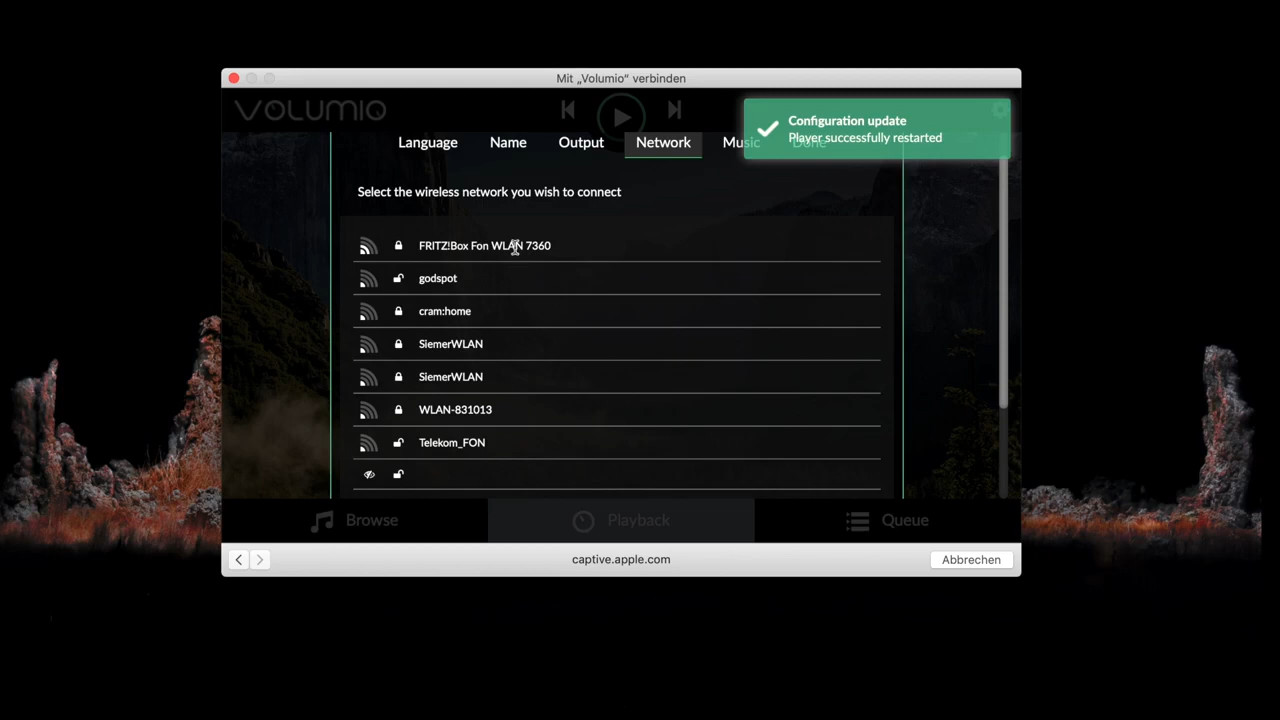 Mit „Volumio“ verbinden
VOLUMIO
Configuration update
Player successfully restarted
Language Name Output Network Music Done
Select the wireless network you wish to connect
FRITZ!Box Fon WLAN 7360
godspot
cram:home
SiemerWLAN
SiemerWLAN
WLAN-831013
Telekom_FON
Browse Playback Queue
captive.apple.com
Abbrechen